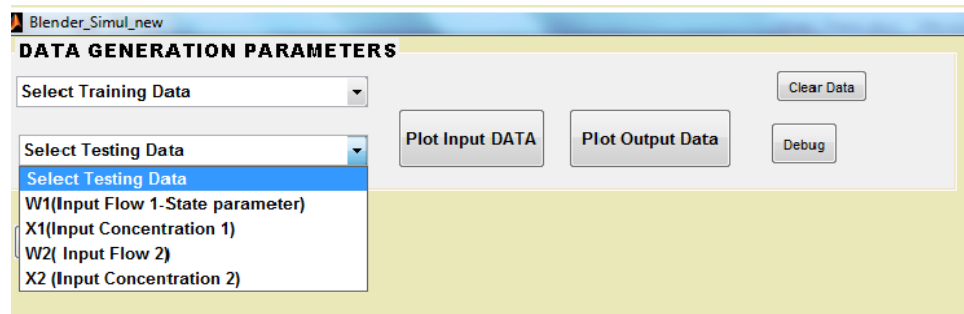 Blender_Simul_new
DATA GENERATION PARAMETERS
Select Training Data
Clear Data
Plot Input DATA
Plot Output Data
Debug
Select Testing Data
Select Testing Data
W1(Input Flow 1-State parameter)
X1(Input Concentration 1)
W2( Input Flow 2)
X2 (Input Concentration 2)